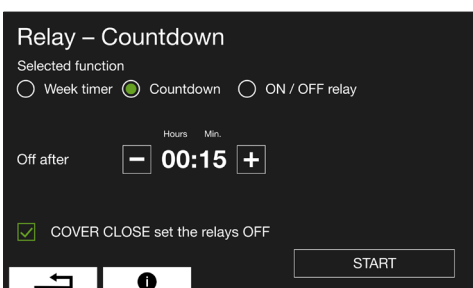 Relay – Countdown
Selected function
Week timer Countdown ON / OFF relay
Hours Min.
Off after − 00:15 +
COVER CLOSE set the relays OFF
START